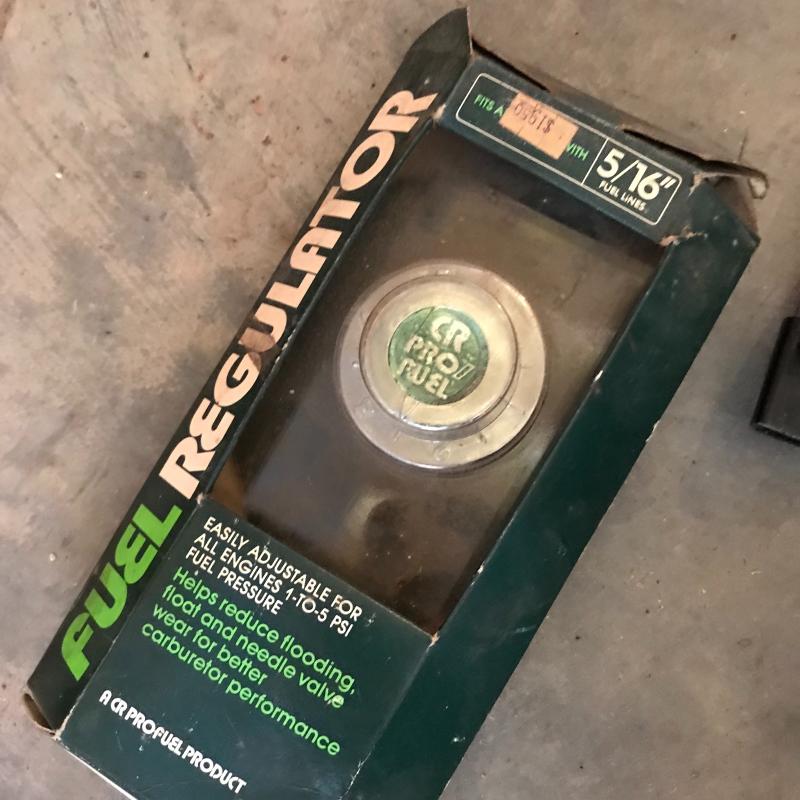 FUEL REGULATOR
FITS A
WITH
5/16"
FUEL LINES.
CR
PRO
FUEL
EASILY ADJUSTABLE FOR
ALL ENGINES 1-TO-5 PSI
FUEL PRESSURE
Helps reduce flooding,
float and needle valve
wear for better
carburetor performance
A CR PROFUEL PRODUCT